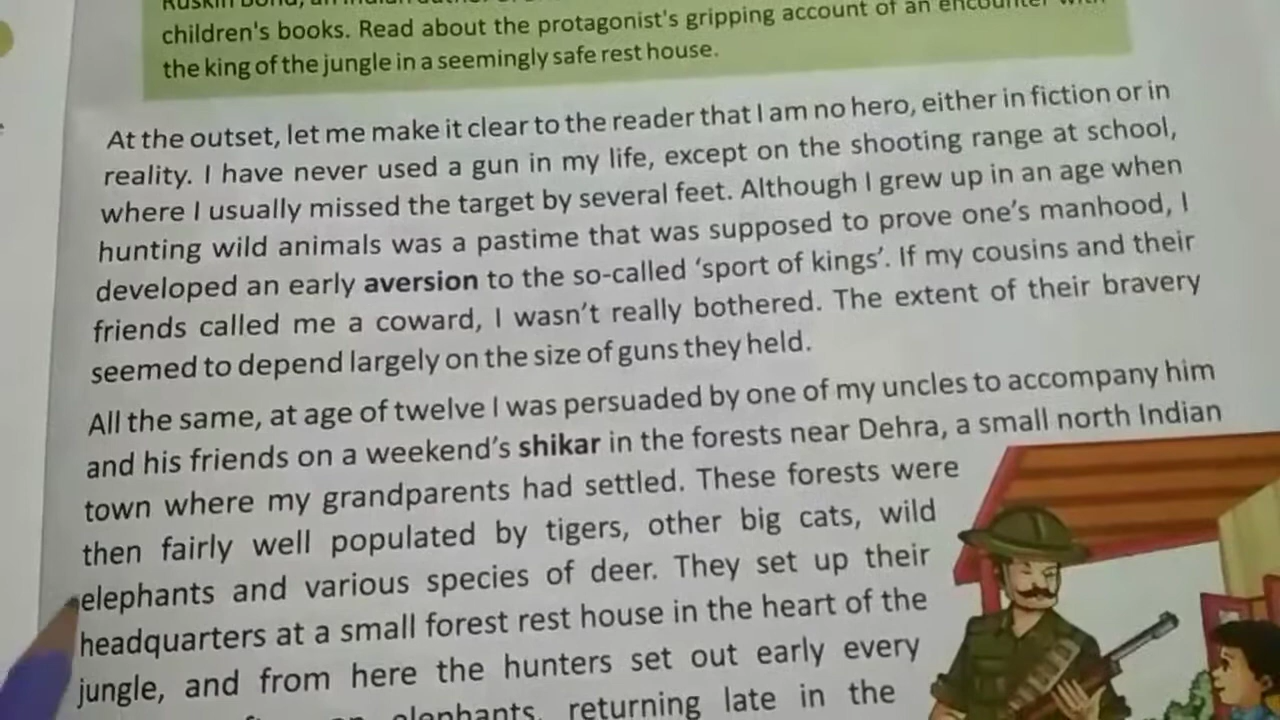 Ruskin Bond, an Indian author
children's books. Read about the protagonist's gripping account of an encounter with
the king of the jungle in a seemingly safe rest house.
At the outset, let me make it clear to the reader that I am no hero, either in fiction or in
reality. I have never used a gun in my life, except on the shooting range at school,
where I usually missed the target by several feet. Although I grew up in an age when
hunting wild animals was a pastime that was supposed to prove one's manhood, I
developed an early aversion to the so-called 'sport of kings'. If my cousins and their
friends called me a coward, I wasn't really bothered. The extent of their bravery
seemed to depend largely on the size of guns they held.
All the same, at age of twelve I was persuaded by one of my uncles to accompany him
and his friends on a weekend's shikar in the forests near Dehra, a small north Indian
town where my grandparents had settled. These forests were
then fairly well populated by tigers, other big cats, wild
elephants and various species of deer. They set up their
headquarters at a small forest rest house in the heart of the
jungle, and from here the hunters set out early every
elephants, returning late in the